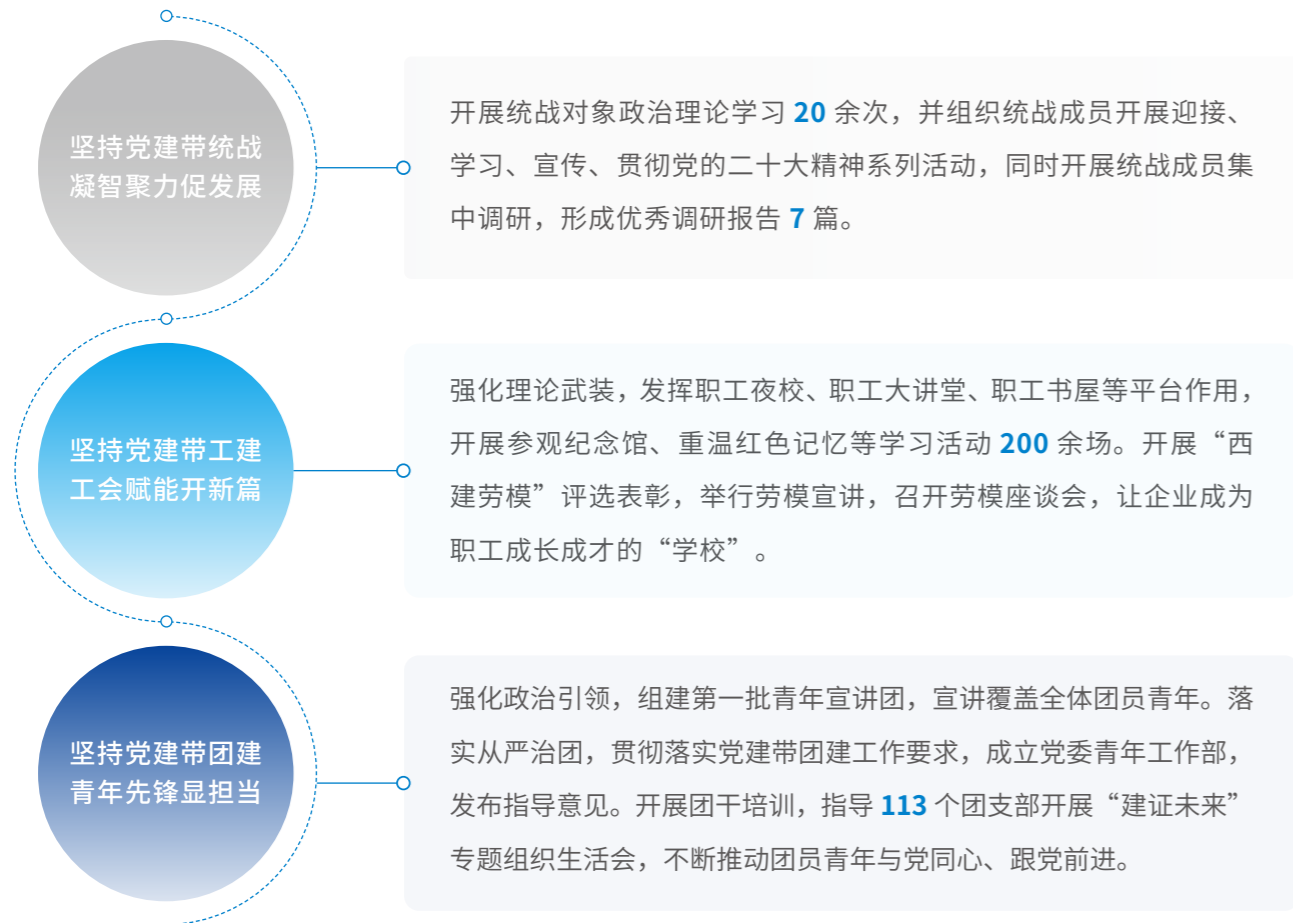 坚持党建带统战
凝智聚力促发展
开展统战对象政治理论学习 20 余次，并组织统战成员开展迎接、
学习、宣传、贯彻党的二十大精神系列活动，同时开展统战成员集
中调研，形成优秀调研报告 7 篇。
坚持党建带工建
工会赋能开新篇
强化理论武装，发挥职工夜校、职工大讲堂、职工书屋等平台作用，
开展参观纪念馆、重温红色记忆等学习活动 200 余场。开展“西
建劳模”评选表彰，举行劳模宣讲，召开劳模座谈会，让企业成为
职工成长成才的“学校”。
坚持党建带团建
青年先锋显担当
强化政治引领，组建第一批青年宣讲团，宣讲覆盖全体团员青年。落
实从严治团，贯彻落实党建带团建工作要求，成立党委青年工作部，
发布指导意见。开展团干培训，指导 113 个团支部开展“建证未来”
专题组织生活会，不断推动团员青年与党同心、跟党前进。